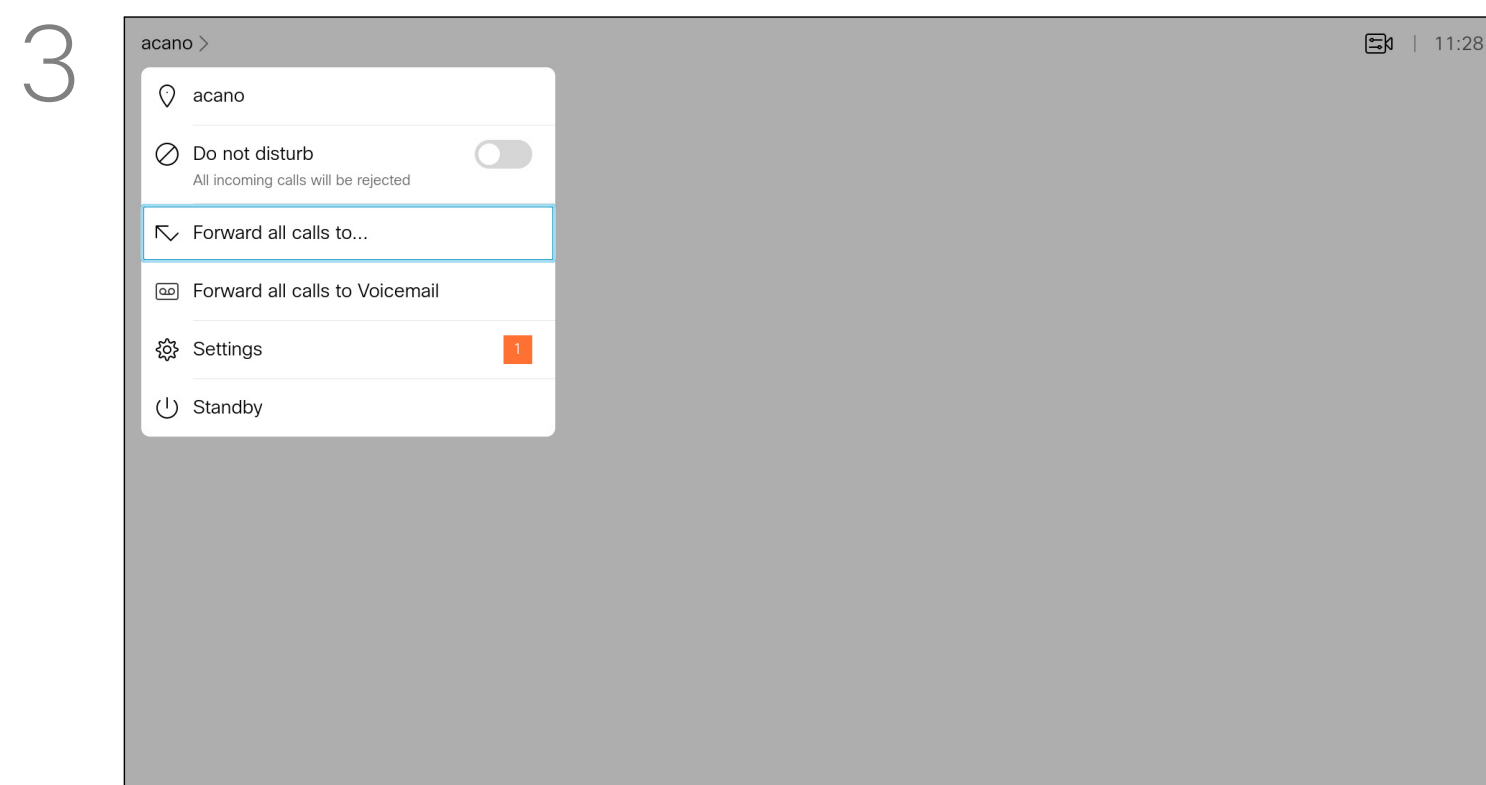 3
acano >
11:28
acano
Do not disturb
All incoming calls will be rejected
Forward all calls to...
Forward all calls to Voicemail
Settings 1
Standby